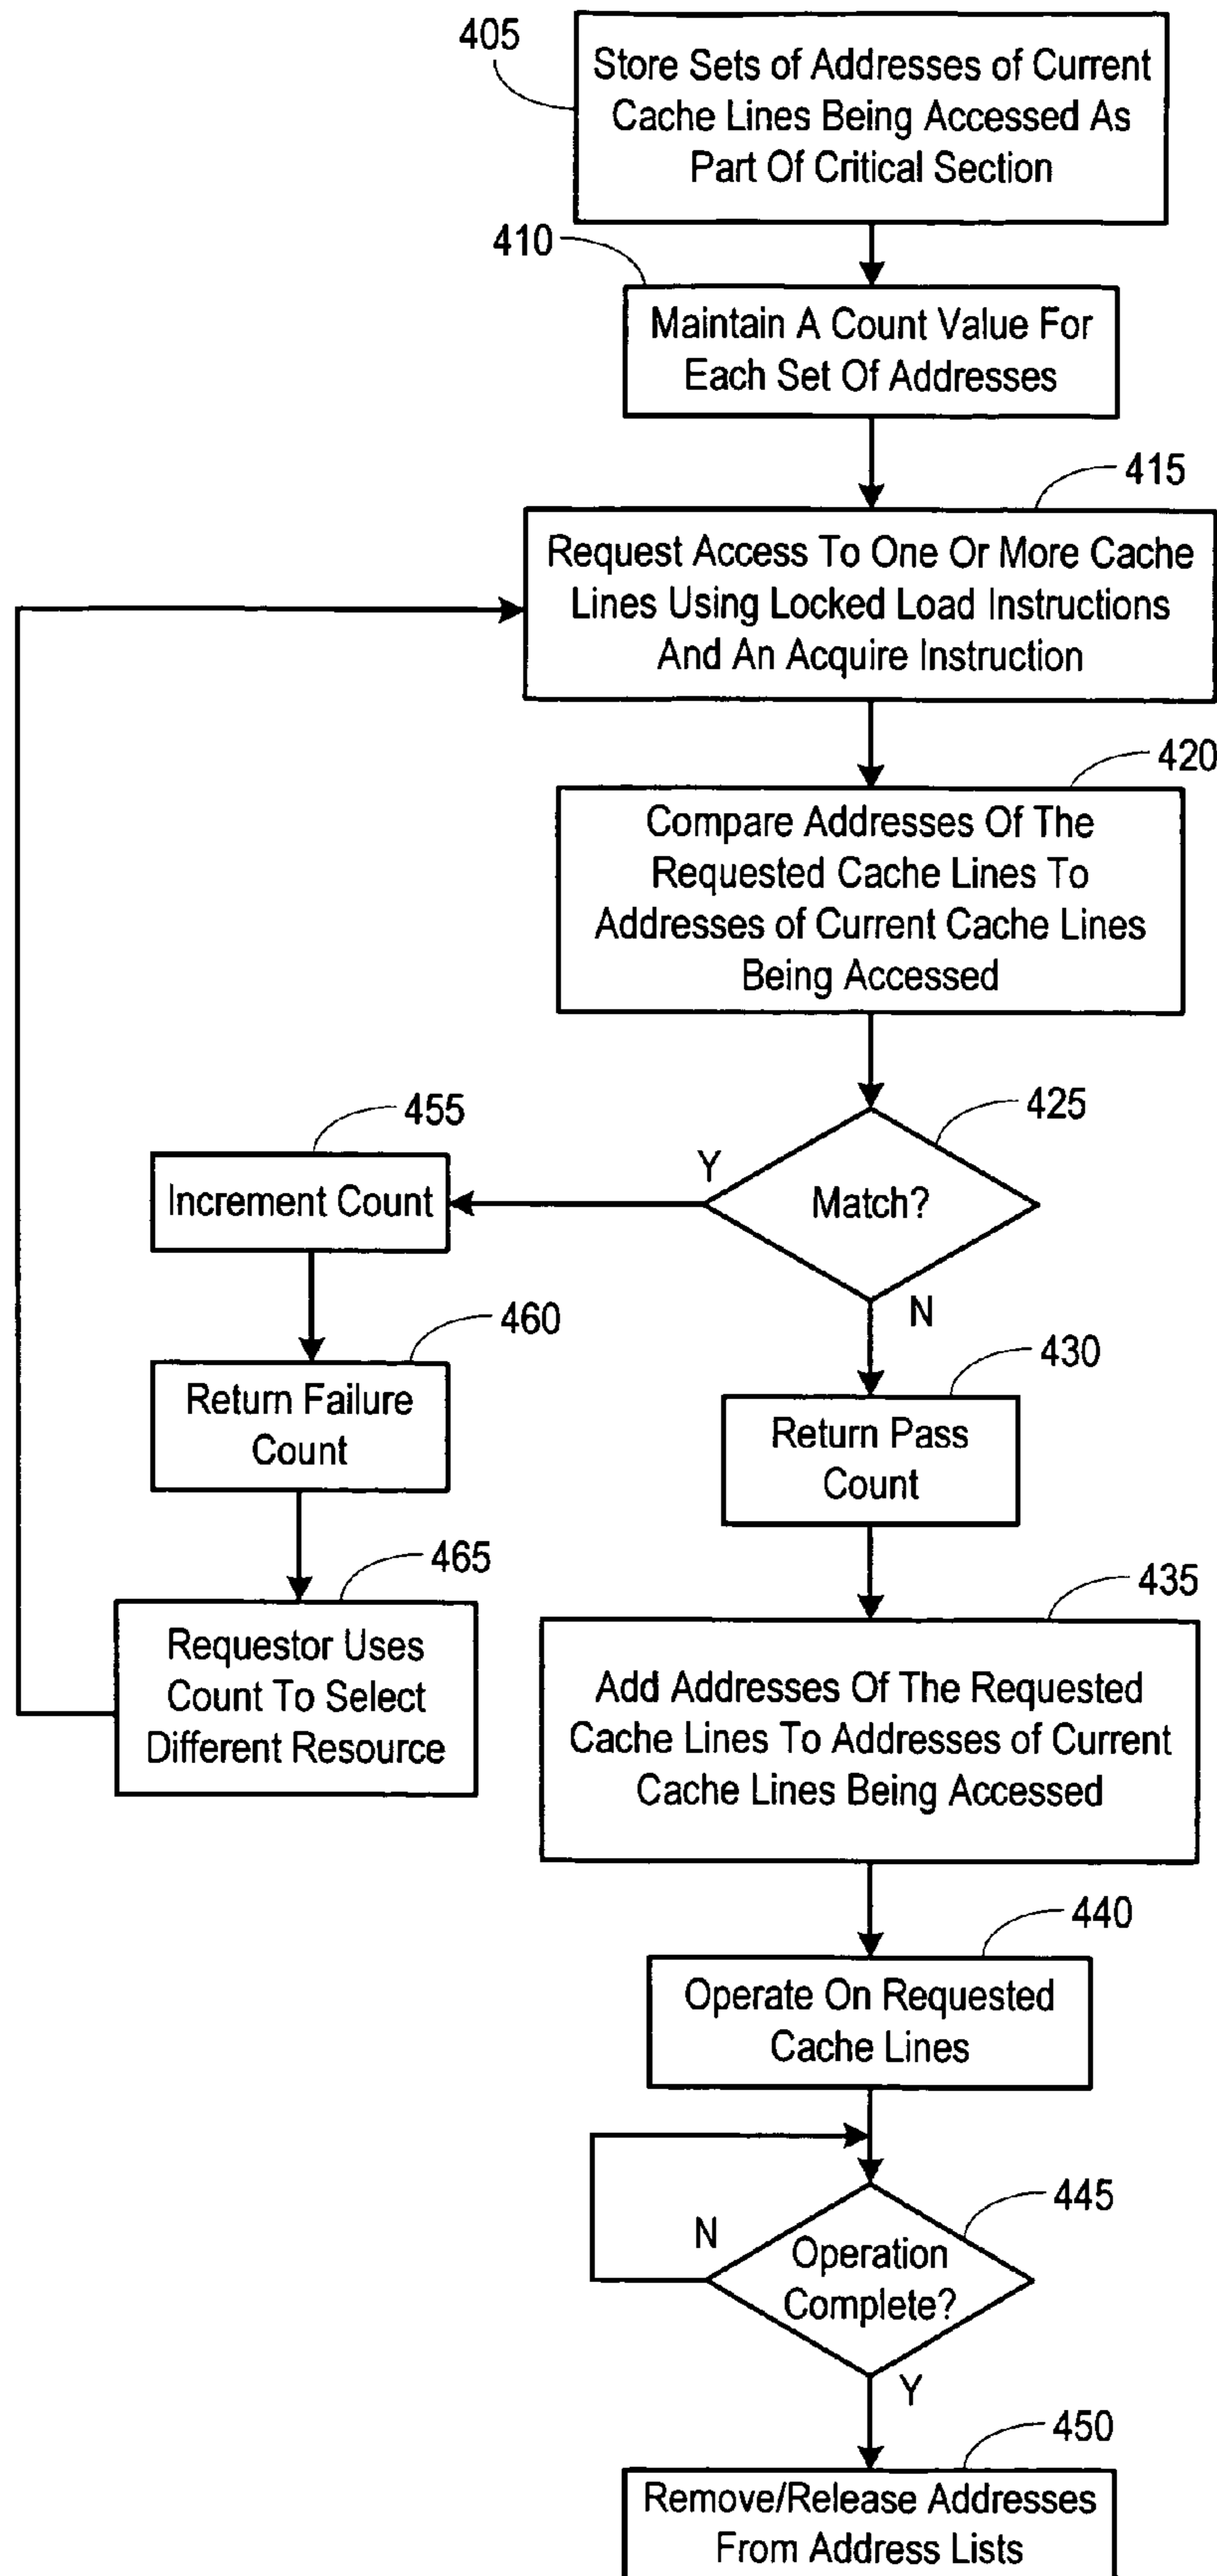 405
Store Sets of Addresses of Current
Cache Lines Being Accessed As
Part Of Critical Section
410
Maintain A Count Value For
Each Set Of Addresses
415
Request Access To One Or More Cache
Lines Using Locked Load Instructions
And An Acquire Instruction
420
Compare Addresses Of The
Requested Cache Lines To
Addresses of Current Cache Lines
Being Accessed
425
Match?
Y
N
455
Increment Count
460
Return Failure
Count
465
Requestor Uses
Count To Select
Different Resource
430
Return Pass
Count
435
Add Addresses Of The Requested
Cache Lines To Addresses of Current
Cache Lines Being Accessed
440
Operate On Requested
Cache Lines
445
Operation
Complete?
N
Y
450
Remove/Release Addresses
From Address Lists